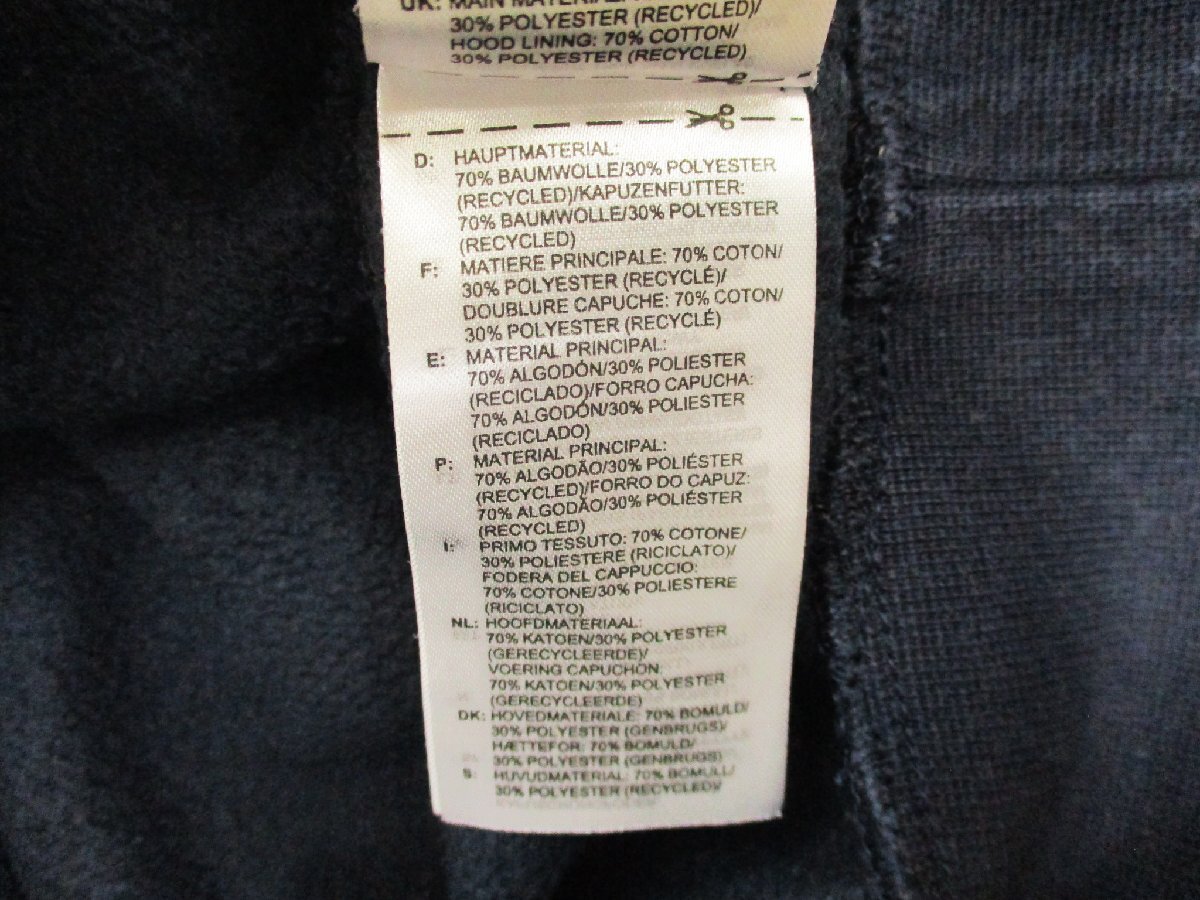 UK: MAIN MATERIAL:
30% POLYESTER (RECYCLED)/
HOOD LINING: 70% COTTON/
30% POLYESTER (RECYCLED)
D: HAUPTMATERIAL:
70% BAUMWOLLE/30% POLYESTER
(RECYCLED)/KAPUZENFUTTER:
70% BAUMWOLLE/30% POLYESTER
(RECYCLED)
F: MATIERE PRINCIPALE: 70% COTON/
30% POLYESTER (RECYCLÉ)/
DOUBLURE CAPUCHE: 70% COTON/
30% POLYESTER (RECYCLÉ)
E: MATERIAL PRINCIPAL:
70% ALGODÓN/30% POLIESTER
(RECICLADO)/FORRO CAPUCHA:
70% ALGODÓN/30% POLIESTER
(RECICLADO)
P: MATERIAL PRINCIPAL:
70% ALGODÃO/30% POLIÉSTER
(RECYCLED)/FORRO DO CAPUZ:
70% ALGODÃO/30% POLIÉSTER
(RECYCLED)
I: PRIMO TESSUTO: 70% COTONE/
30% POLIESTERE (RICICLATO)/
FODERA DEL CAPPUCCIO:
70% COTONE/30% POLIESTERE
(RICICLATO)
NL: HOOFDMATERIAAL:
70% KATOEN/30% POLYESTER
(GERECYCLEERDE)/
VOERING CAPUCHON:
70% KATOEN/30% POLYESTER
(GERECYCLEERDE)
DK: HOVEDMATERIALE: 70% BOMULD/
30% POLYESTER (GENBRUGS)/
HÆTTEFOR: 70% BOMULD/
30% POLYESTER (GENBRUGS)
S: HUVUDMATERIAL: 70% BOMULL/
30% POLYESTER (RECYCLED)/